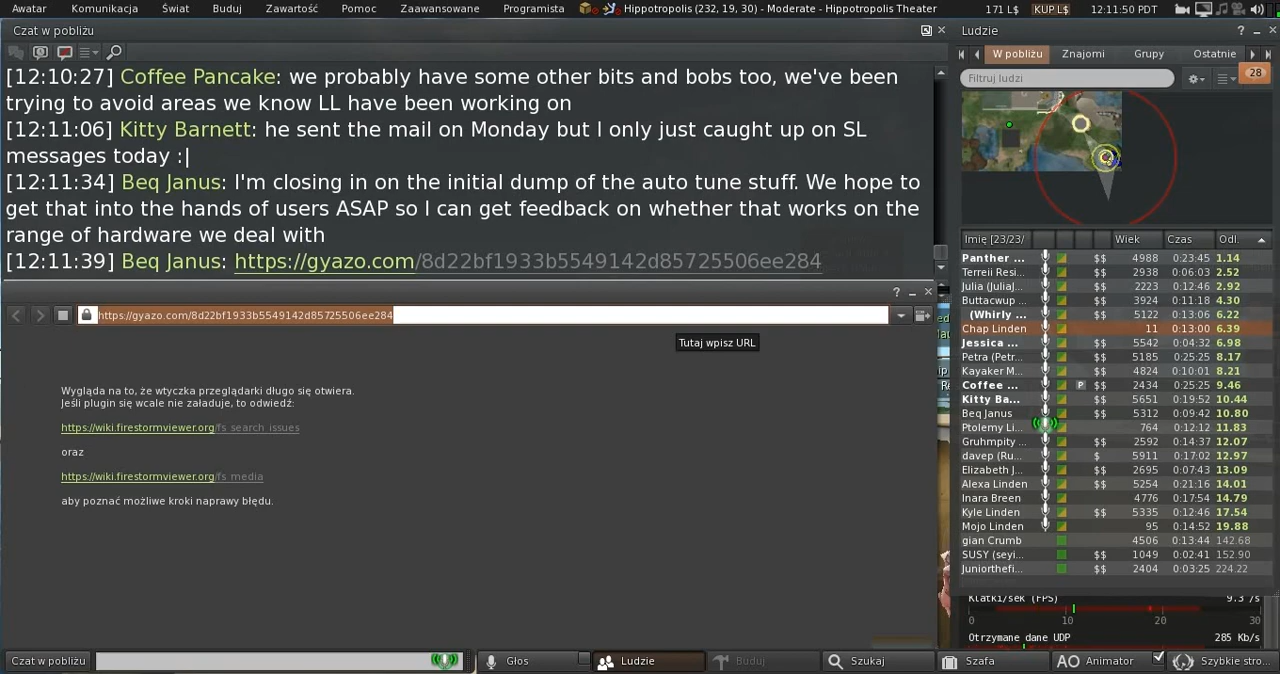 Awatar Komunikacja Świat Buduj Zawartość Pomoc Zaawansowane Programista Hippotropolis (232, 19, 30) - Moderate - Hippotropolis Theater 171 L$ KUP L$ 12:11:50 PDT
Czat w pobliżu
[12:10:27] Coffee Pancake: we probably have some other bits and bobs too, we've been
trying to avoid areas we know LL have been working on
[12:11:06] Kitty Barnett: he sent the mail on Monday but I only just caught up on SL
messages today :|
[12:11:34] Beq Janus: I'm closing in on the initial dump of the auto tune stuff. We hope to
get that into the hands of users ASAP so I can get feedback on whether that works on the
range of hardware we deal with
[12:11:39] Beq Janus: https://gyazo.com/8d22bf1933b5549142d85725506ee284
https://gyazo.com/8d22bf1933b5549142d85725506ee284
Tutaj wpisz URL
Wygląda na to, że wtyczka przeglądarki długo się otwiera.
Jeśli plugin się wcale nie załaduje, to odwiedź:
https://wiki.firestormviewer.org/fs_search_issues
oraz
https://wiki.firestormviewer.org/fs_media
aby poznać możliwe kroki naprawy błędu.
Ludzie
W pobliżu Znajomi Grupy Ostatnie
Filtruj ludzi
28
Imię [23/23/ Wiek Czas Odl.
Panther ... $$ 4988 0:23:45 1.14
Terreii Resi... $$ 2938 0:06:03 2.52
Julia (JuliaJ... $$ 2223 0:12:46 2.92
Buttacwup ... $$ 3924 0:11:18 4.30
(Whirly ... $$ 5122 0:13:06 6.22
Chap Linden 11 0:13:00 6.39
Jessica ... $$ 5542 0:04:32 6.98
Petra (Petr... $$ 5185 0:25:25 8.17
Kayaker M... $$ 4824 0:10:01 8.21
Coffee ... P $$ 2434 0:25:25 9.46
Kitty Ba... $$ 5651 0:19:52 10.44
Beq Janus $$ 5312 0:09:42 10.80
Ptolemy Li... 764 0:12:12 11.83
Gruhmpity ... $$ 2592 0:14:37 12.07
davep (Ru... $ 5911 0:17:02 12.97
Elizabeth J... $$ 2695 0:07:43 13.09
Alexa Linden $$ 5254 0:21:16 14.01
Inara Breen 4776 0:17:54 14.79
Kyle Linden $$ 5335 0:12:46 17.54
Mojo Linden 95 0:14:52 19.88
gian Crumb 4506 0:13:44 142.68
SUSY (seyi... $$ 1049 0:02:41 152.90
Juniorthefi... $$ 2404 0:03:25 224.22
Klatki/sek (FPS) 9.3 /s
0 10 20 30
Otrzymane dane UDP 285 Kb/s
Czat w pobliżu Głos Ludzie Buduj Szukaj Szafa AO Animator Szybkie stro...